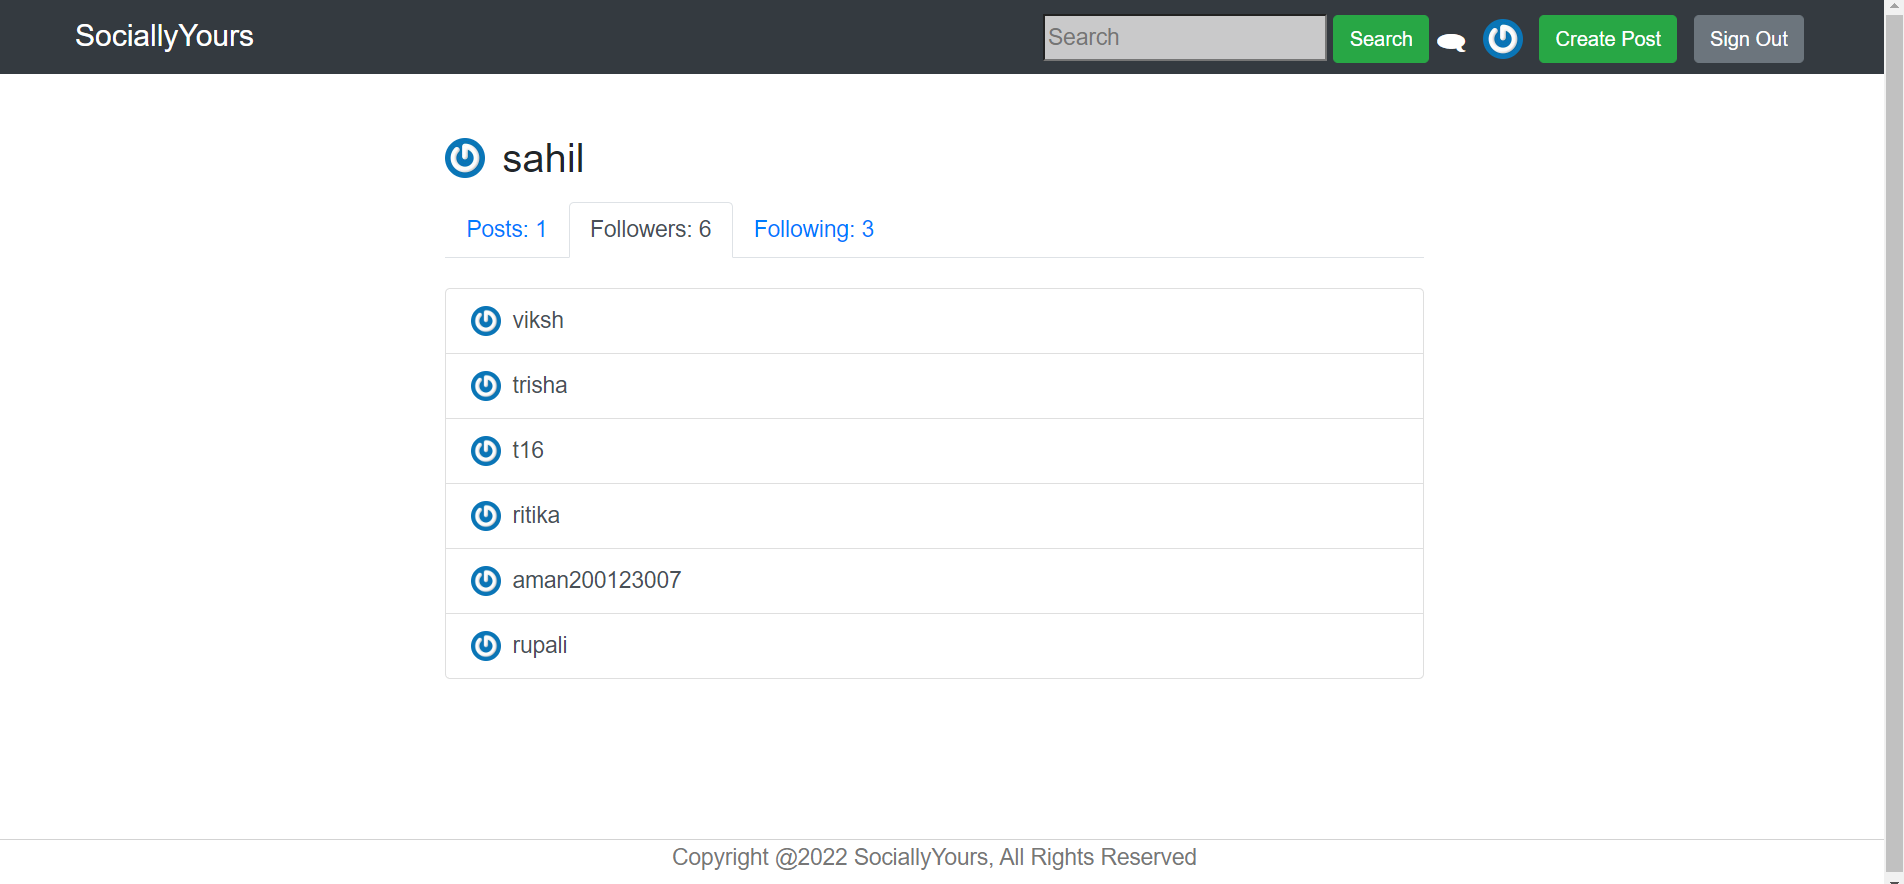 SociallyYours Search Search Create Post Sign Out
sahil
Posts: 1 Followers: 6 Following: 3
viksh
trisha
t16
ritika
aman200123007
rupali
Copyright @2022 SociallyYours, All Rights Reserved